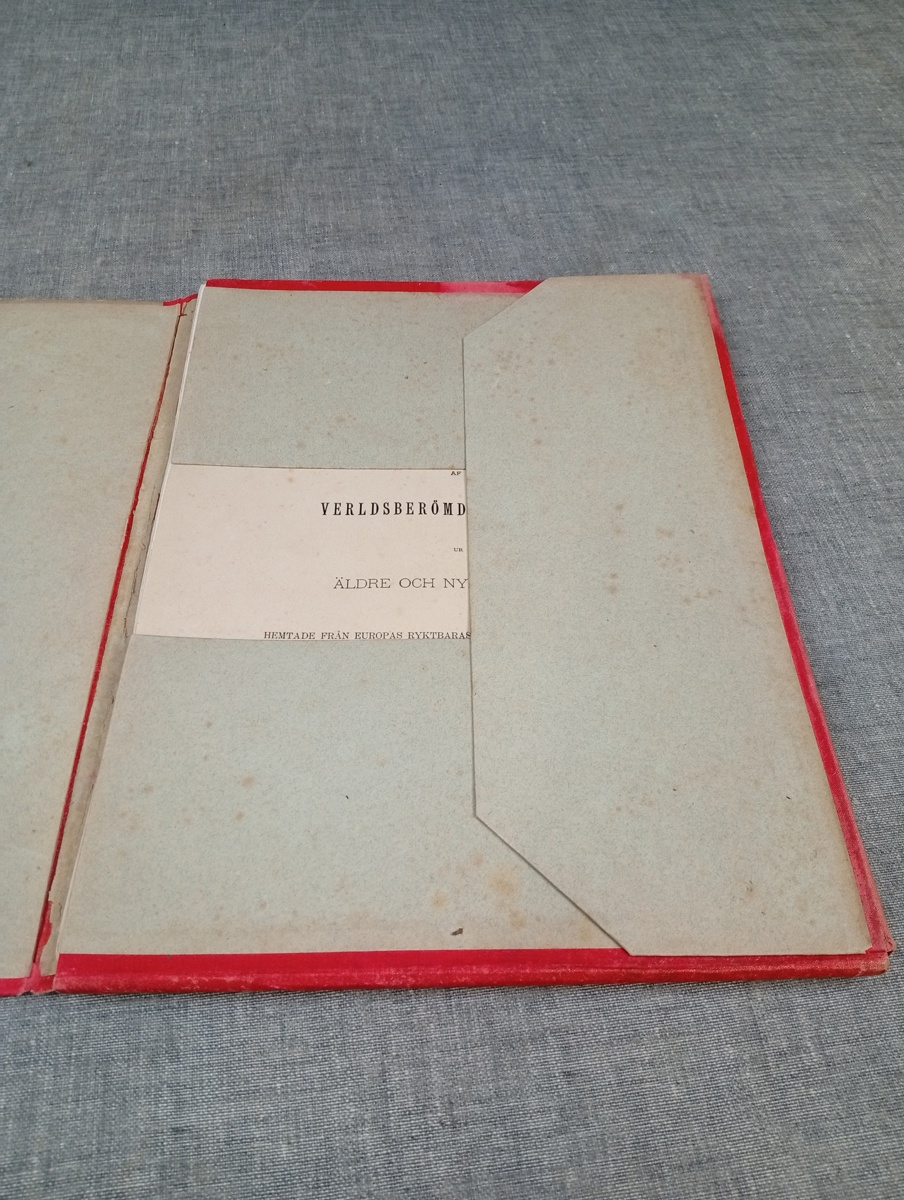 AF
VERLDSBERÖMD
UR
ÄLDRE OCH NY
HEMTADE FRÅN EUROPAS RYKTBARAS